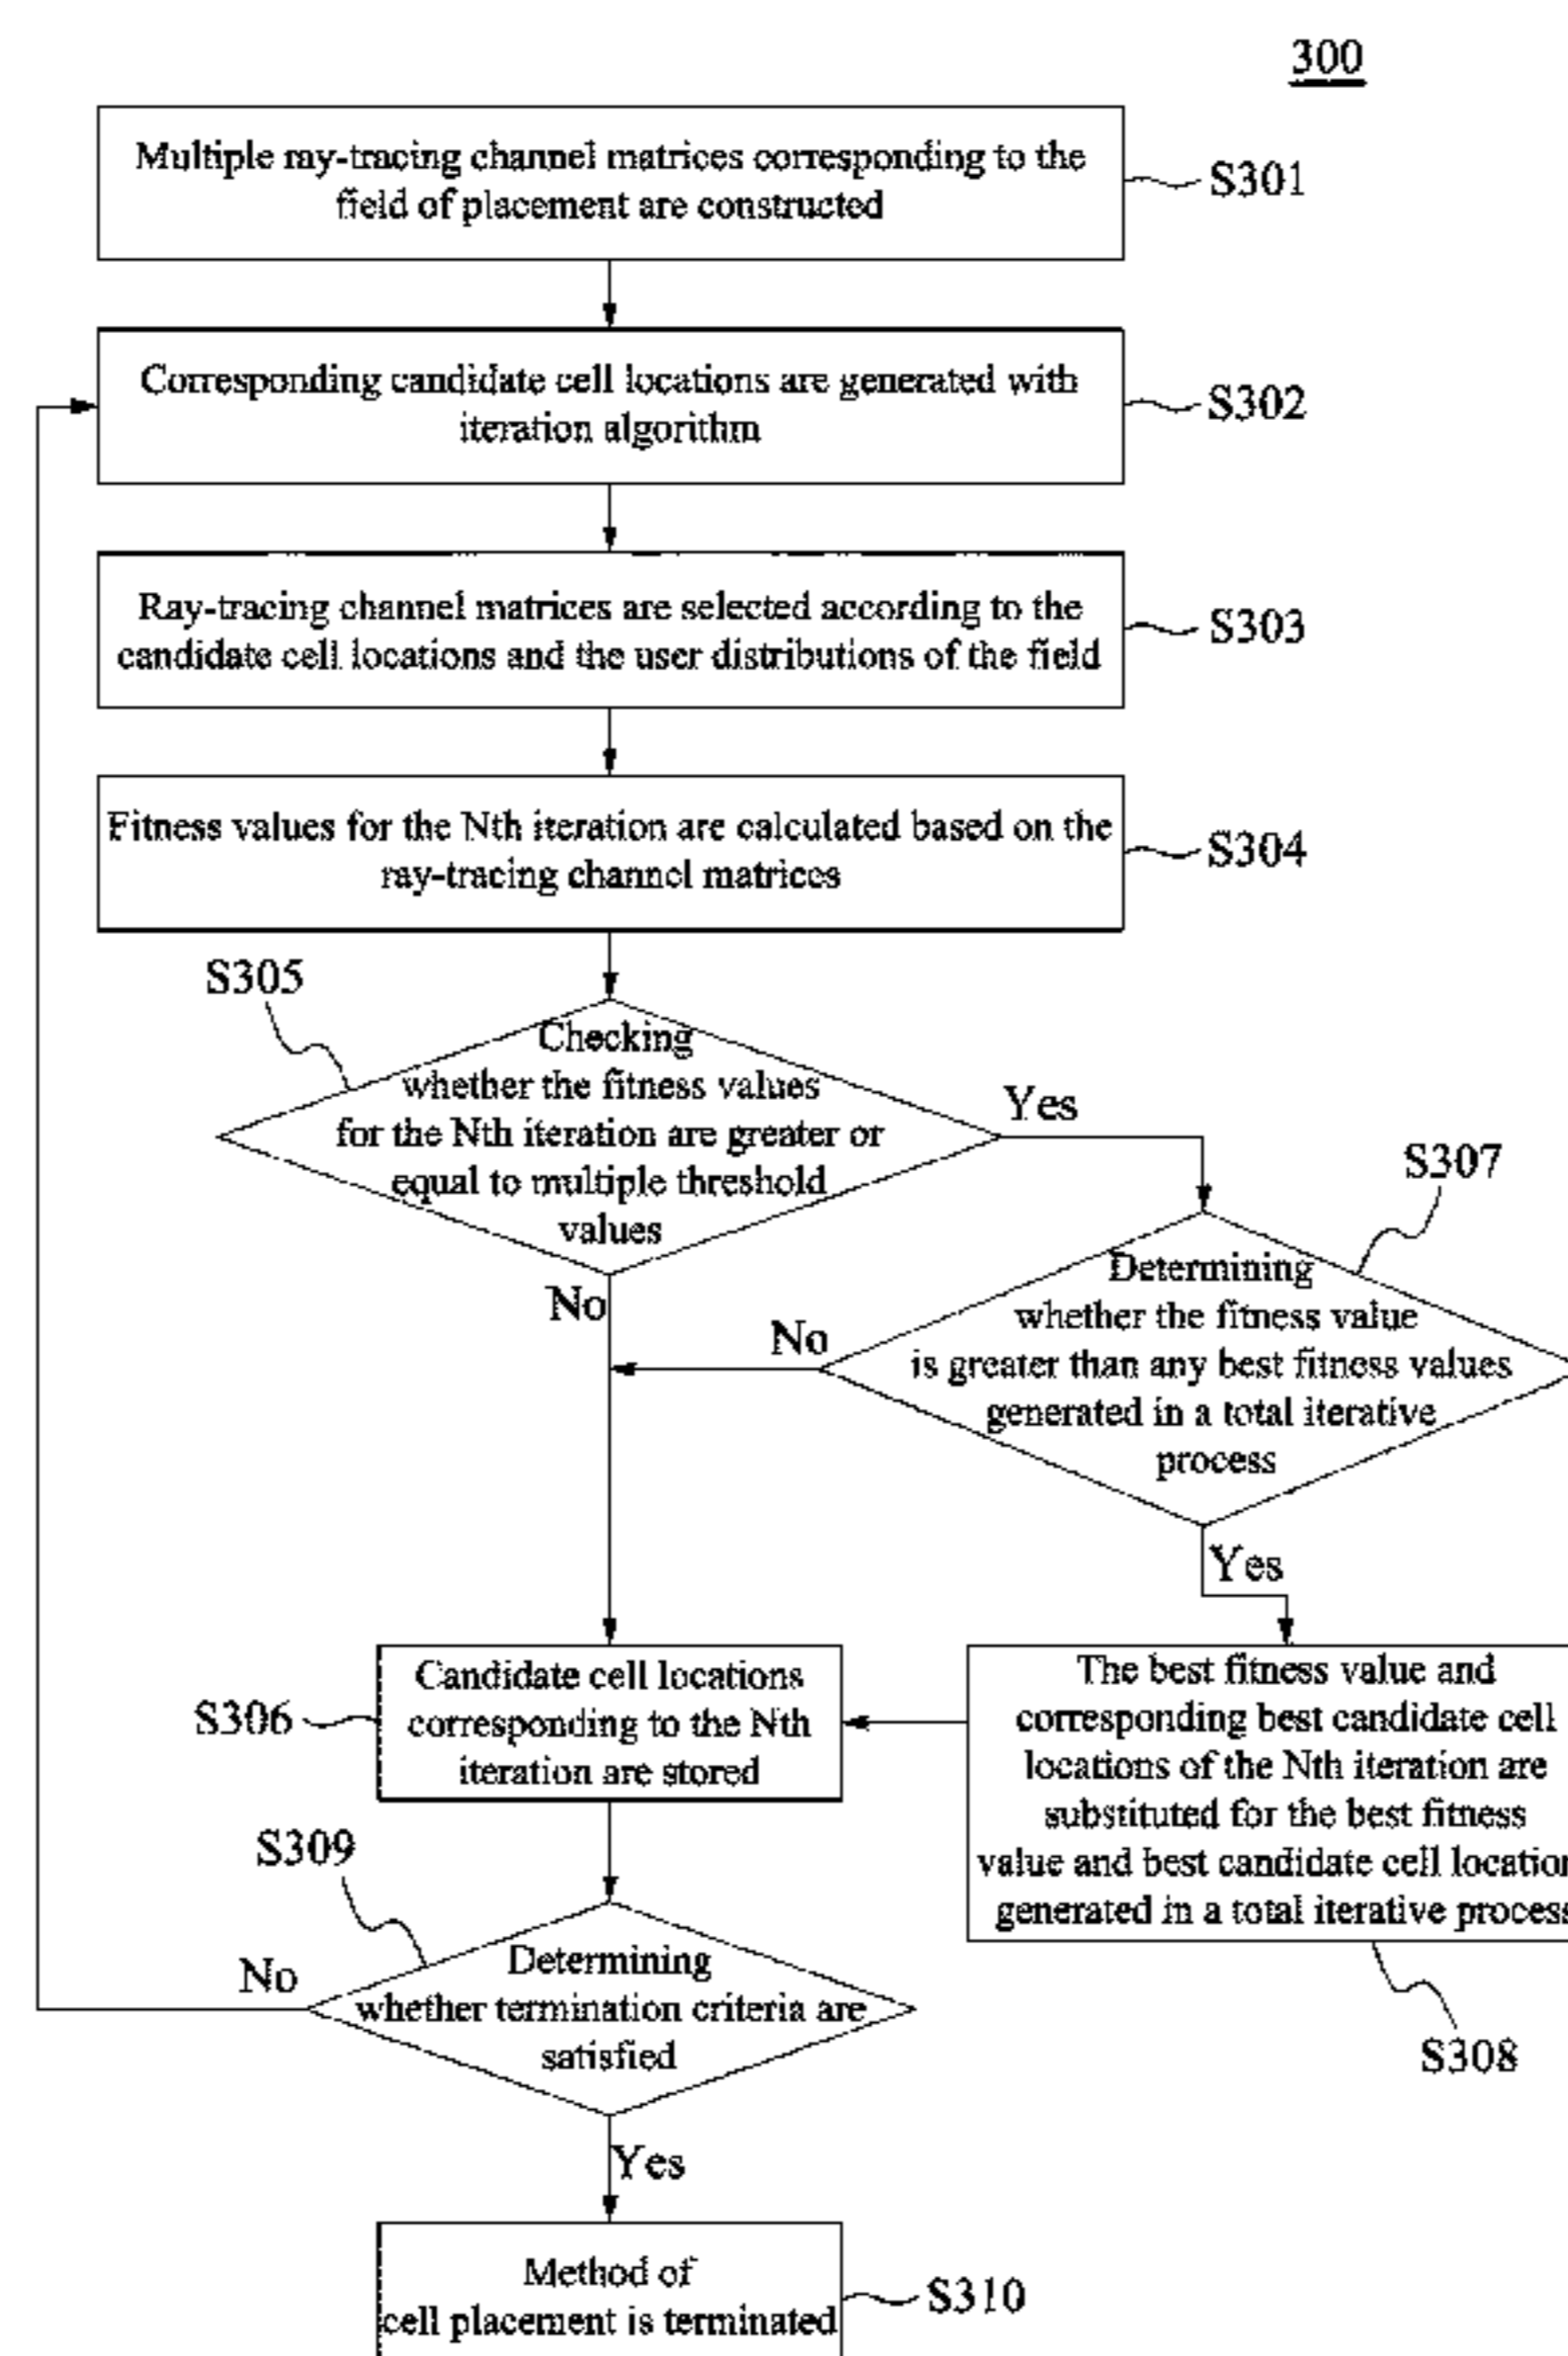 300
Multiple ray-tracing channel matrices corresponding to the
field of placement are constructed
S301
Corresponding candidate cell locations are generated with
iteration algorithm
S302
Ray-tracing channel matrices are selected according to the
candidate cell locations and the user distributions of the field
S303
Fitness values for the Nth iteration are calculated based on the
ray-tracing channel matrices
S304
S305
Checking
whether the fitness values
for the Nth iteration are greater or
equal to multiple threshold
values
Yes
No
S307
Determining
whether the fitness value
is greater than any best fitness values
generated in a total iterative
process
No
Yes
Candidate cell locations
corresponding to the Nth
iteration are stored
S306
The best fitness value and
corresponding best candidate cell
locations of the Nth iteration are
substituted for the best fitness
value and best candidate cell location
generated in a total iterative process
S308
S309
Determining
whether termination criteria are
satisfied
No
Yes
Method of
cell placement is terminated
S310